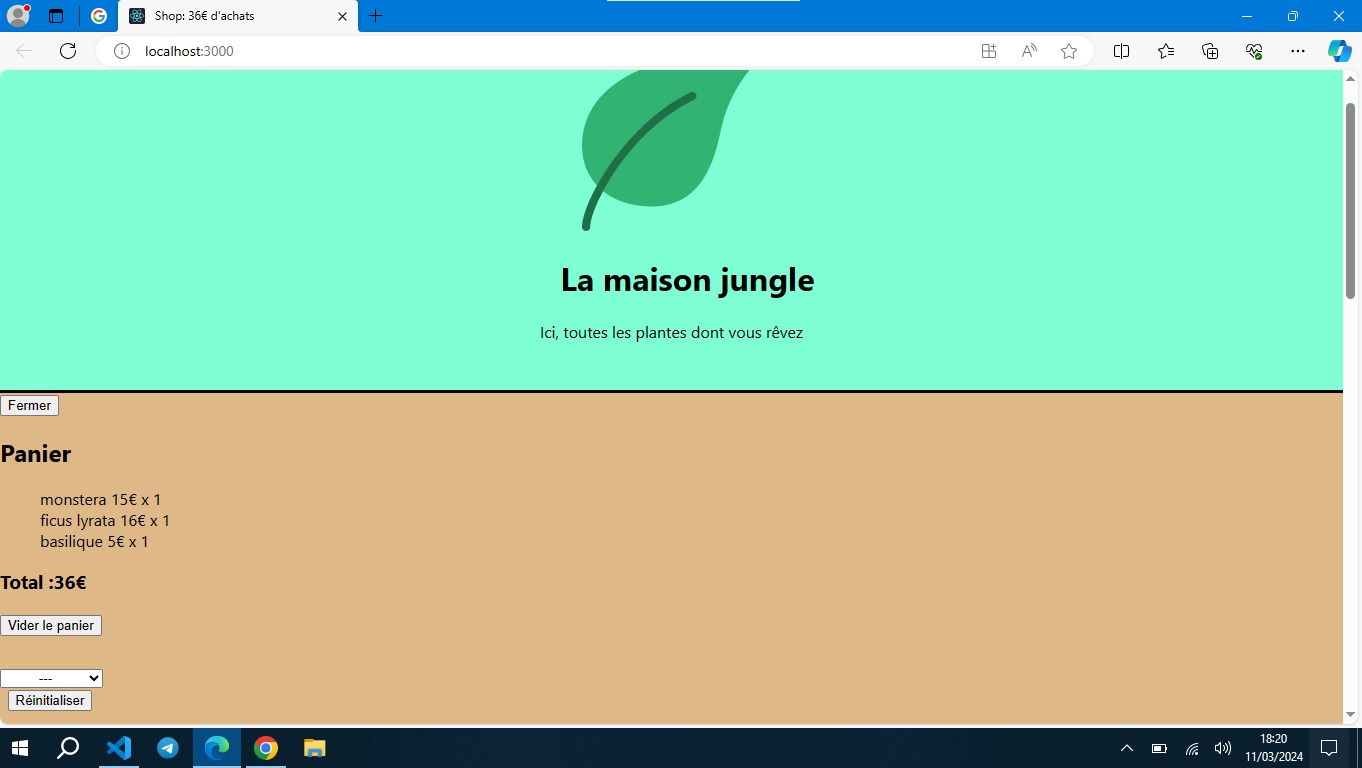 Shop: 36€ d'achats
localhost:3000
La maison jungle
Ici, toutes les plantes dont vous rêvez
Fermer
Panier
monstera 15€ x 1
ficus lyrata 16€ x 1
basilique 5€ x 1
Total :36€
Vider le panier
---
Réinitialiser
18:20
11/03/2024